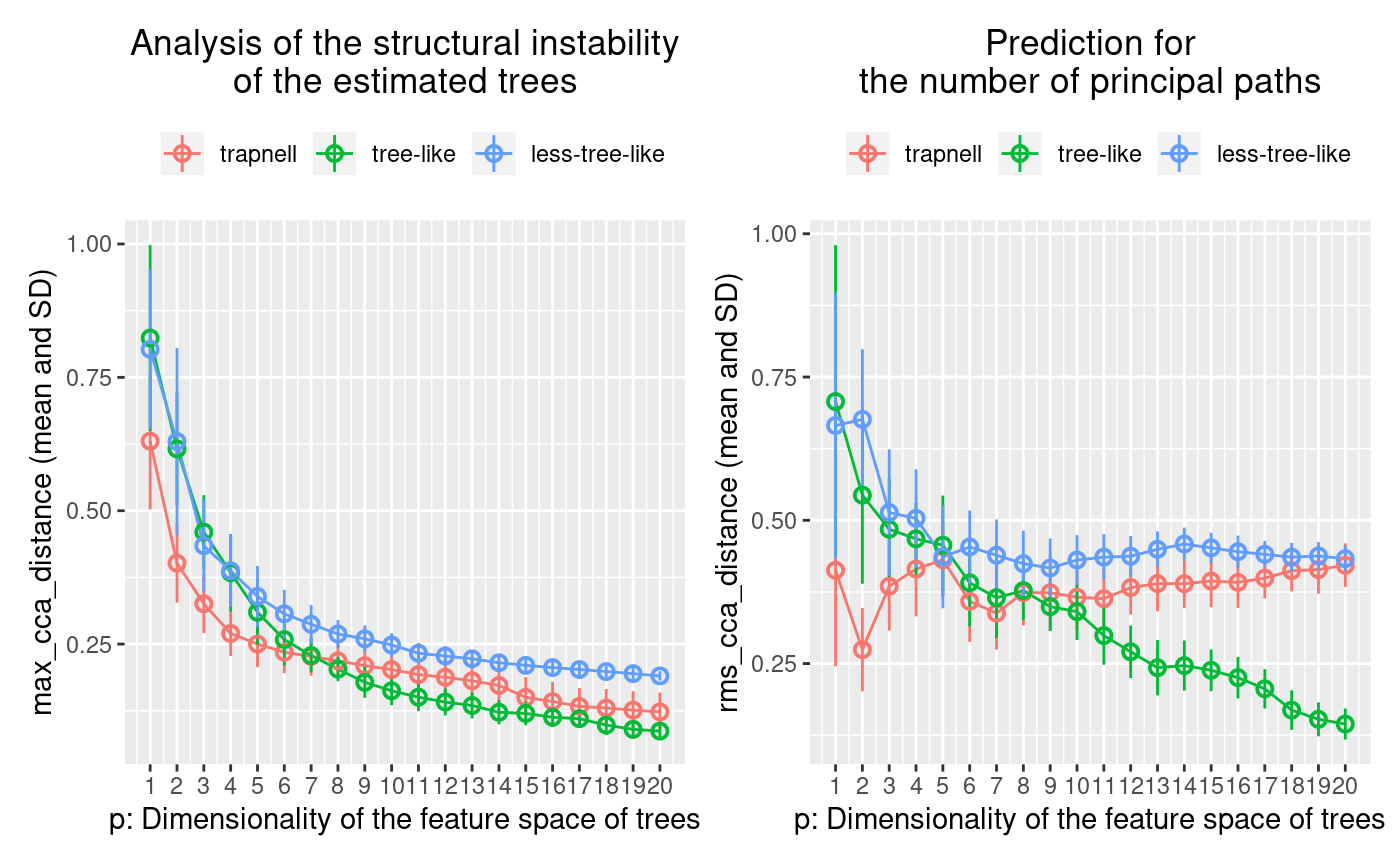 Analysis of the structural instability
of the estimated trees
trapnell tree-like less-tree-like
max_cca_distance (mean and SD)
1.00
0.75
0.50
0.25
1 2 3 4 5 6 7 8 9 10 11 12 13 14 15 16 17 18 19 20
p: Dimensionality of the feature space of trees
Prediction for
the number of principal paths
trapnell tree-like less-tree-like
rms_cca_distance (mean and SD)
1.00
0.75
0.50
0.25
1 2 3 4 5 6 7 8 9 10 11 12 13 14 15 16 17 18 19 20
p: Dimensionality of the feature space of trees